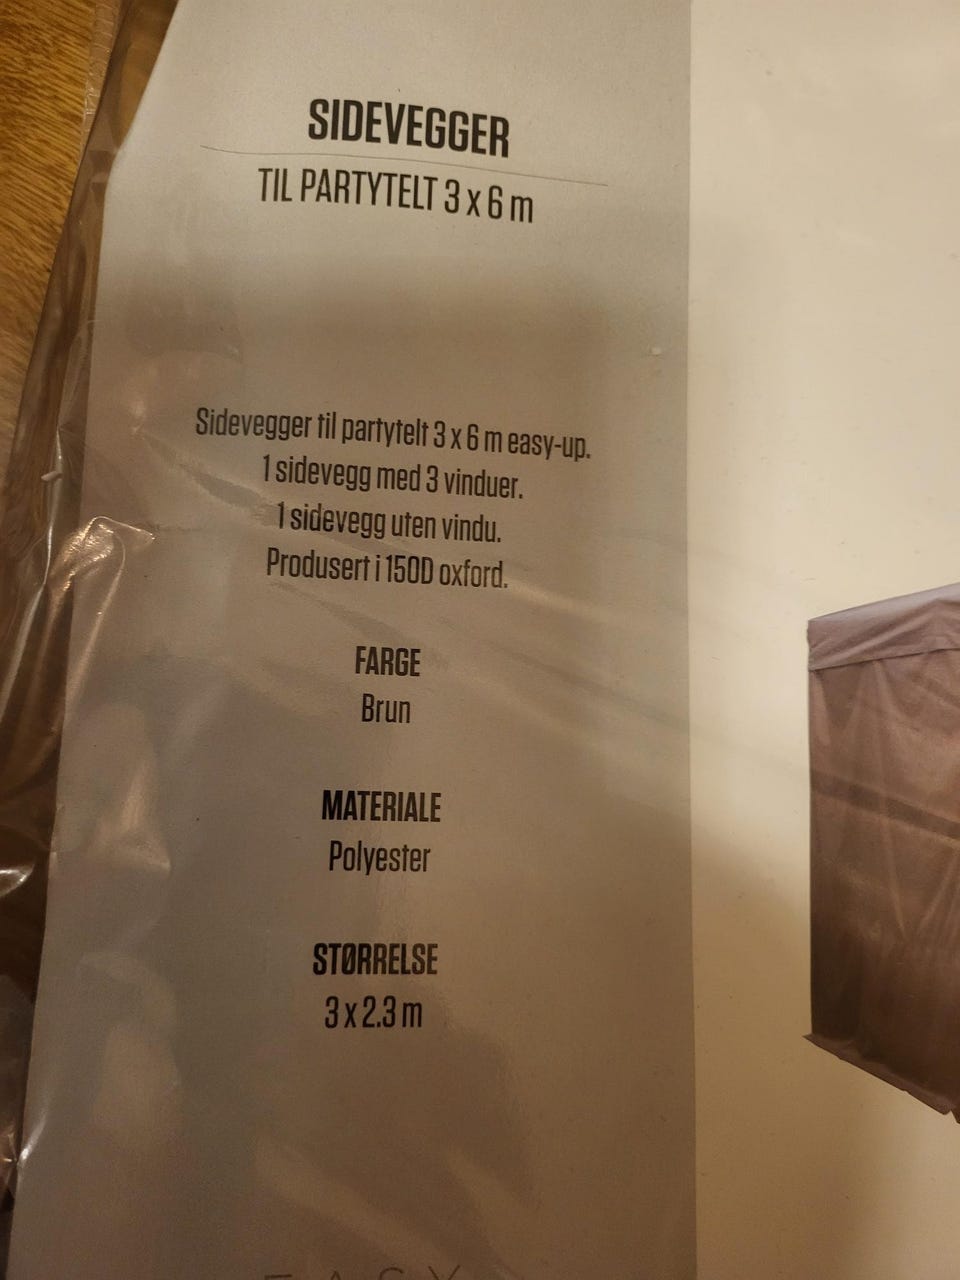 SIDEVEGGER
TIL PARTYTELT 3 x 6 m
Sidevegger til partytelt 3 x 6 m easy-up.
1 sidevegg med 3 vinduer.
1 sidevegg uten vindu.
Produsert i 150D oxford.
FARGE
Brun
MATERIALE
Polyester
STØRRELSE
3 x 2.3 m
EASY